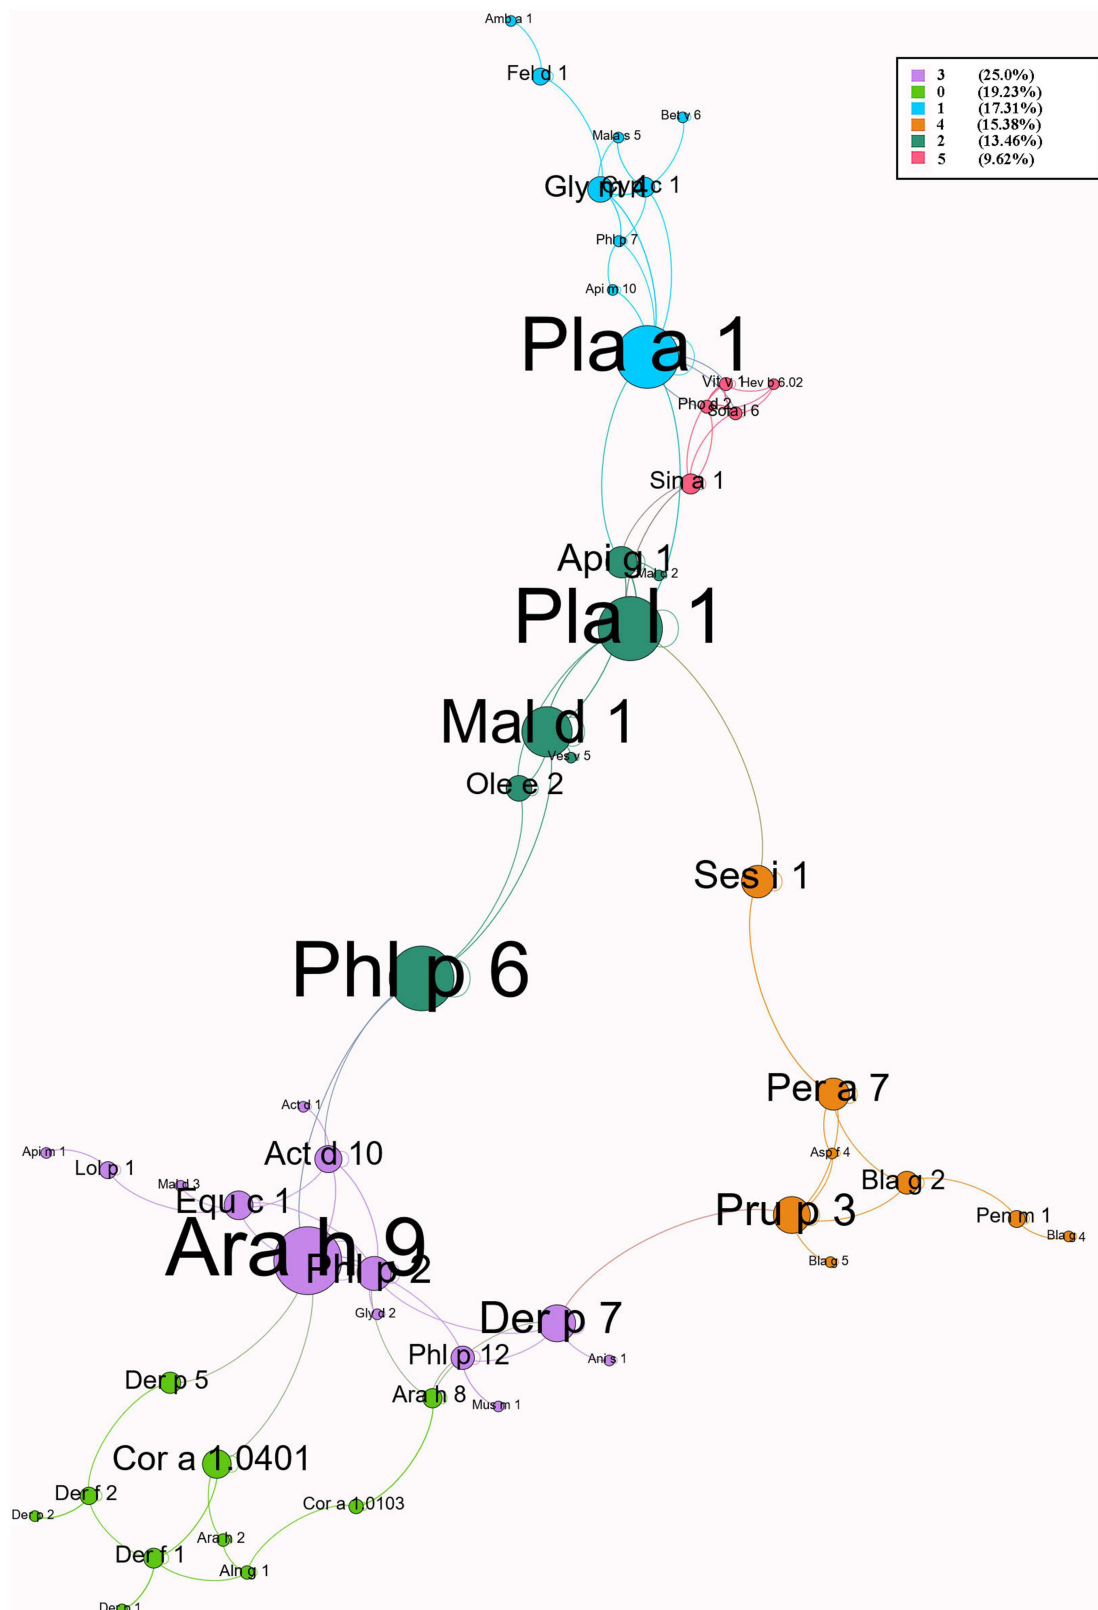 Amb a 1
Fel d 1
3 (25.0%)
0 (19.23%)
1 (17.31%)
4 (15.38%)
2 (13.46%)
5 (9.62%)
Bet v 6
Mala s 5
Gly m 4
Cyn d c 1
Phl p 7
Api m 10
Pla a 1
Vit v 1
Hev b 6.02
Pho d 2
Sola l 6
Sin a 1
Api g 1
Pla l 1
Mal d 1
Ves v 5
Ole e 2
Ses i 1
Phl p 6
Per a 7
Act d 1
Act d 10
Api m 1
Lol p 1
Mal d 3
Equ c 1
Asp f 4
Bla g 2
Pru p 3
Pen m 1
Bla g 4
Bla g 5
Ara h 9
Phl p 2
Gly d 2
Der p 7
Phl p 12
Ani s 1
Der p 5
Ara h 8
Mus m 1
Cor a 1.0401
Der f 2
Der p 2
Cor a 1.0103
Ara h 2
Der f 1
Aln g 1
Der p 1